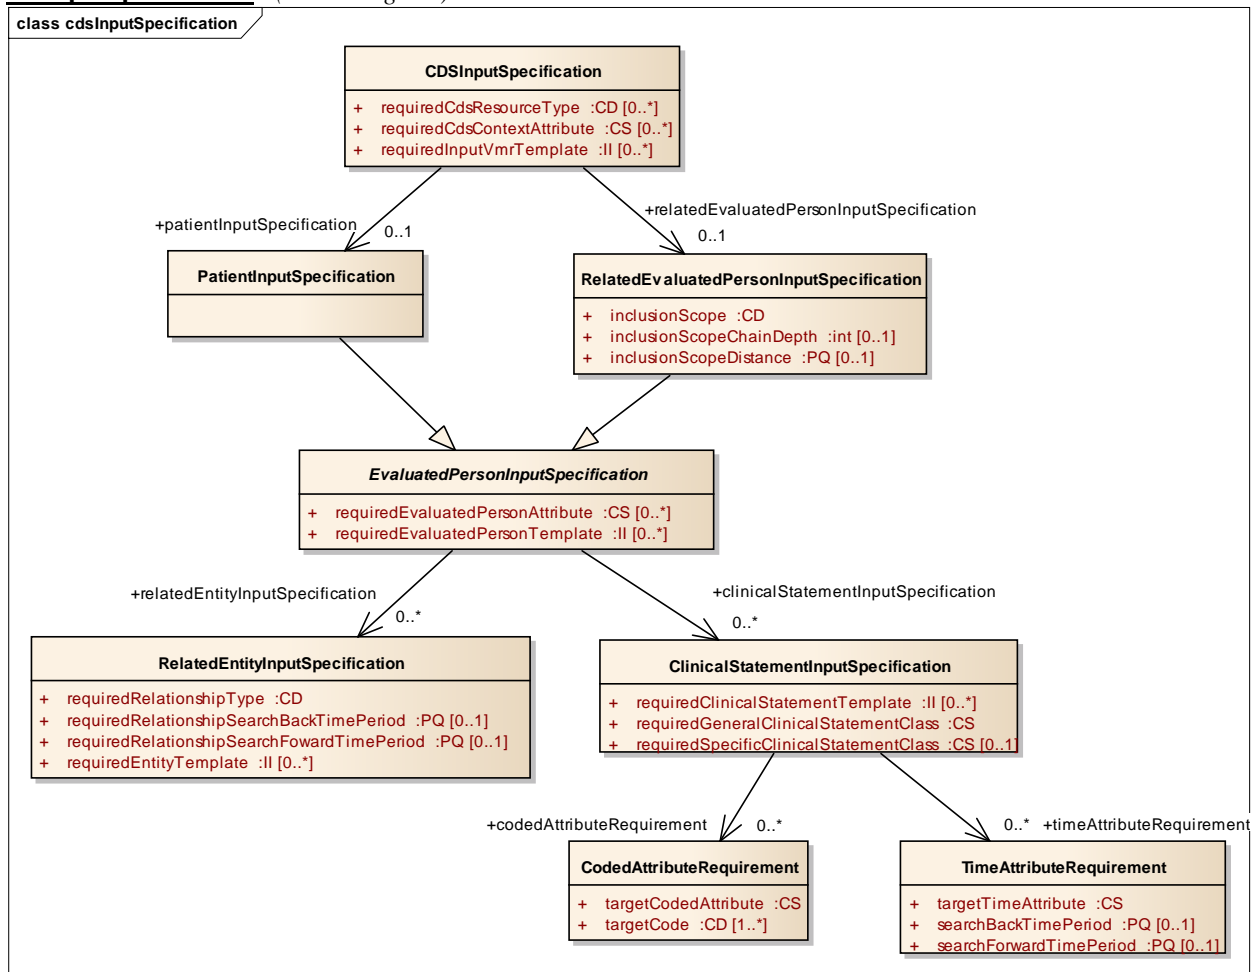 class cdsInputSpecification
CDSInputSpecification
+ requiredCdsResourceType :CD [0..*]
+ requiredCdsContextAttribute :CS [0..*]
+ requiredInputVmrTemplate :II [0..*]
+patientInputSpecification
0..1
+relatedEvaluatedPersonInputSpecification
0..1
PatientInputSpecification
RelatedEvaluatedPersonInputSpecification
+ inclusionScope :CD
+ inclusionScopeChainDepth :int [0..1]
+ inclusionScopeDistance :PQ [0..1]
EvaluatedPersonInputSpecification
+ requiredEvaluatedPersonAttribute :CS [0..*]
+ requiredEvaluatedPersonTemplate :II [0..*]
+relatedEntityInputSpecification
0..*
+clinicalStatementInputSpecification
0..*
RelatedEntityInputSpecification
+ requiredRelationshipType :CD
+ requiredRelationshipSearchBackTimePeriod :PQ [0..1]
+ requiredRelationshipSearchFowardTimePeriod :PQ [0..1]
+ requiredEntityTemplate :II [0..*]
ClinicalStatementInputSpecification
+ requiredClinicalStatementTemplate :II [0..*]
+ requiredGeneralClinicalStatementClass :CS
+ requiredSpecificClinicalStatementClass :CS [0..1]
+codedAttributeRequirement
0..*
0..* +timeAttributeRequirement
CodedAttributeRequirement
+ targetCodedAttribute :CS
+ targetCode :CD [1..*]
TimeAttributeRequirement
+ targetTimeAttribute :CS
+ searchBackTimePeriod :PQ [0..1]
+ searchForwardTimePeriod :PQ [0..1]